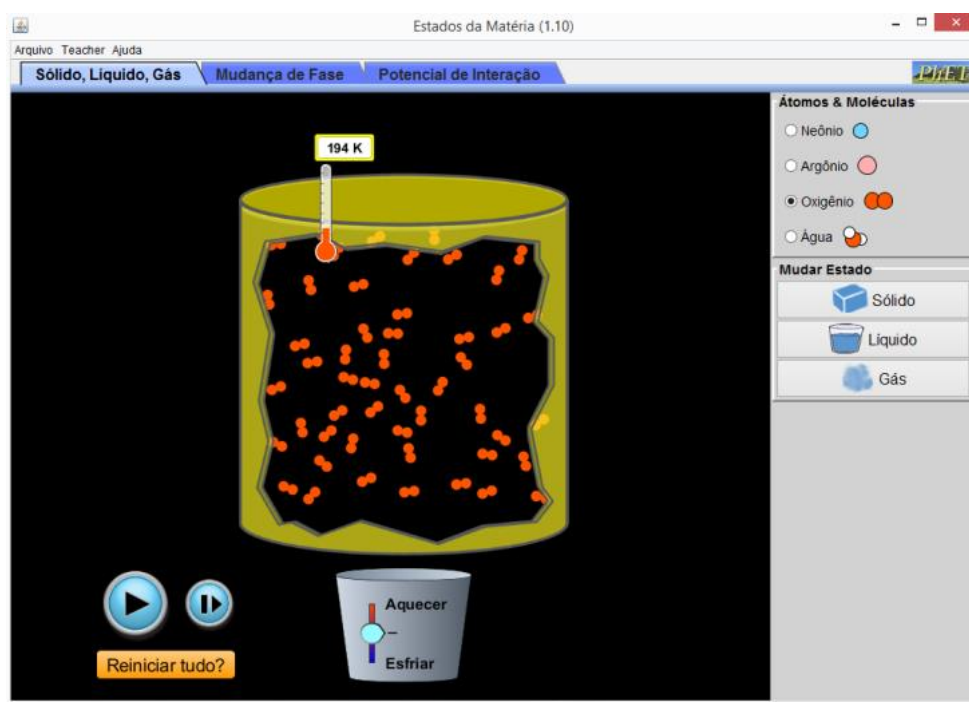 Estados da Matéria (1.10)
Arquivo Teacher Ajuda
Sólido, Líquido, Gás
Mudança de Fase
Potencial de Interação
PhET
194 K
Átomos & Moléculas
Neônio
Argônio
Oxigênio
Água
Mudar Estado
Sólido
Líquido
Gás
Aquecer
Esfriar
Reiniciar tudo?